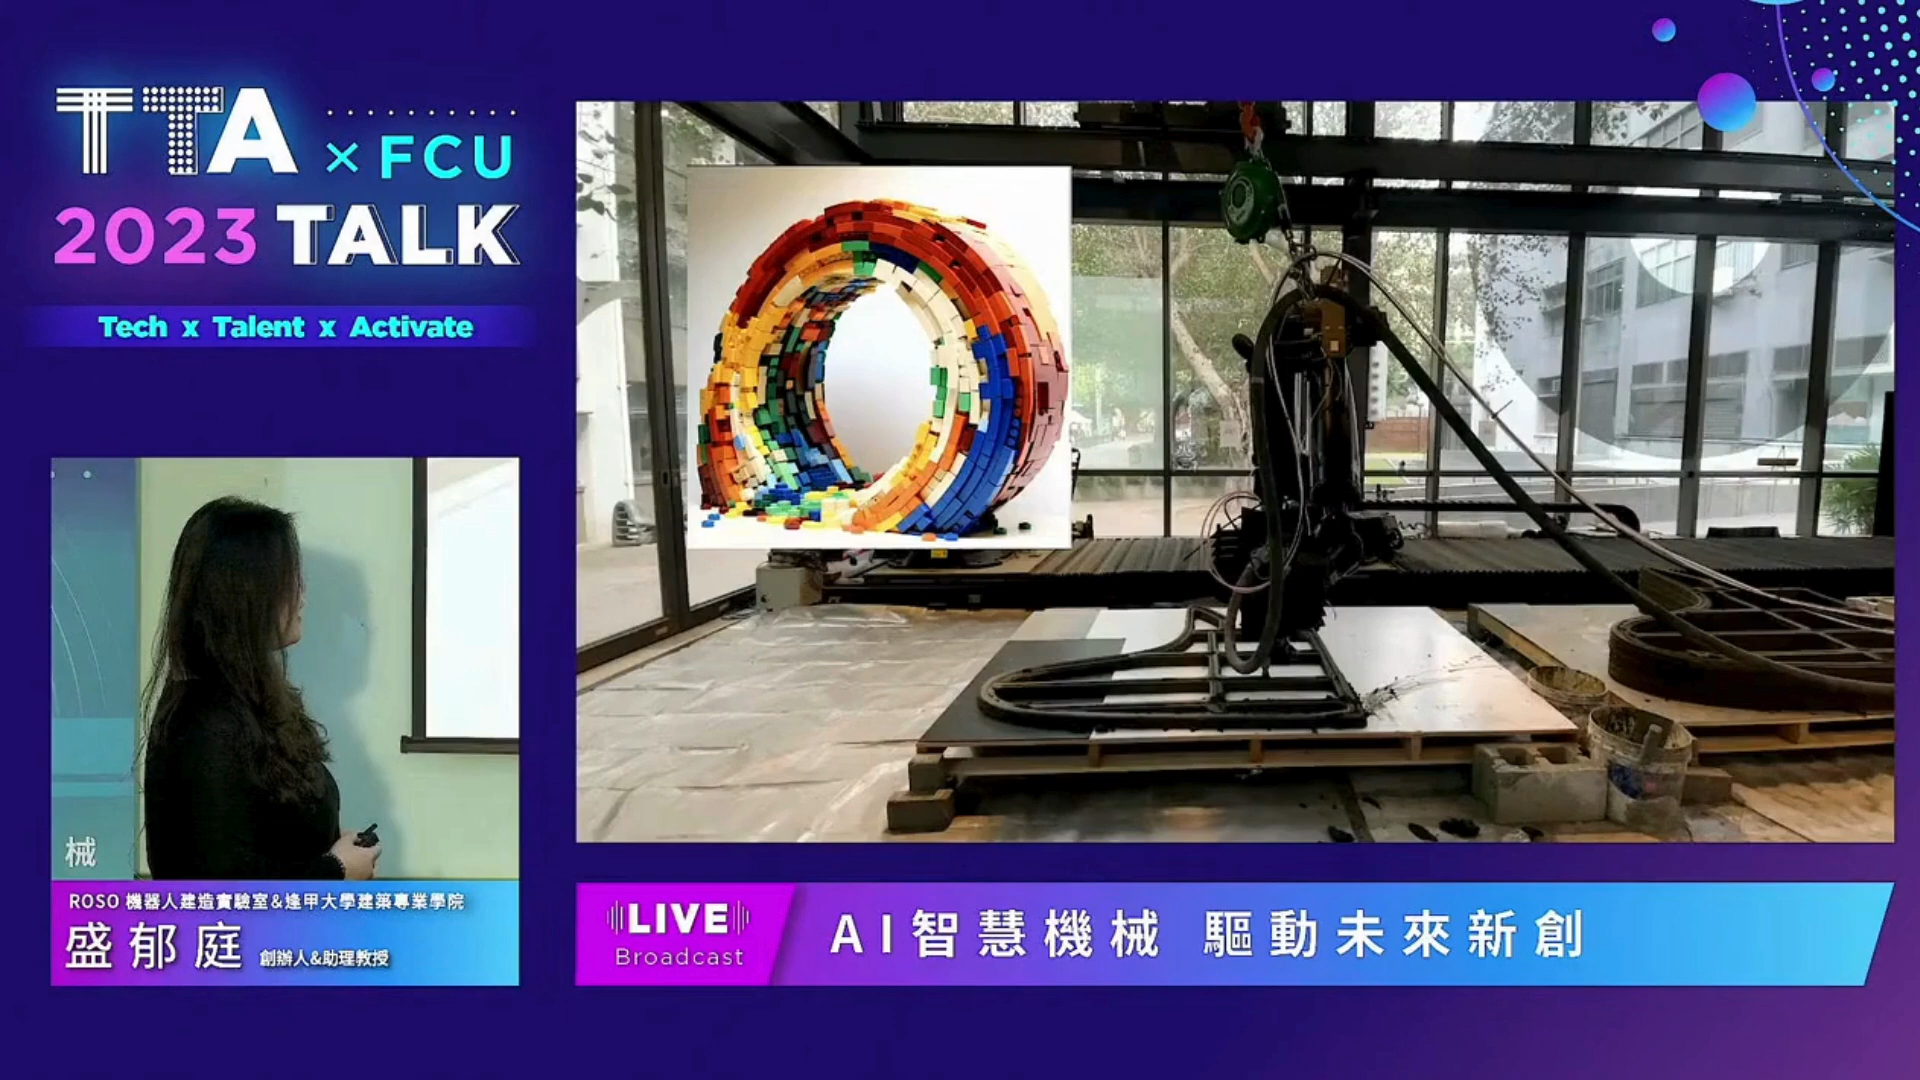 TTA × FCU
2023 TALK
Tech x Talent x Activate
械
ROSO 機器人建造實驗室&逢甲大學建築專業學院
盛郁庭 創辦人&助理教授
LIVE
Broadcast
AI智慧機械 驅動未來新創